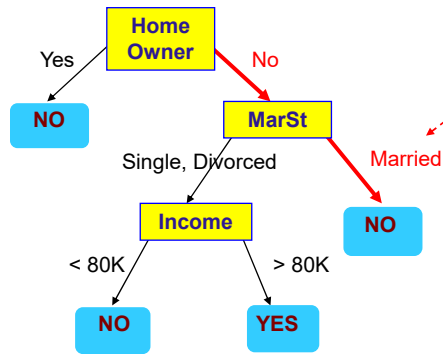 Home
Owner
Yes
No
NO
MarSt
Single, Divorced
Married
Income
NO
< 80K
> 80K
NO
YES